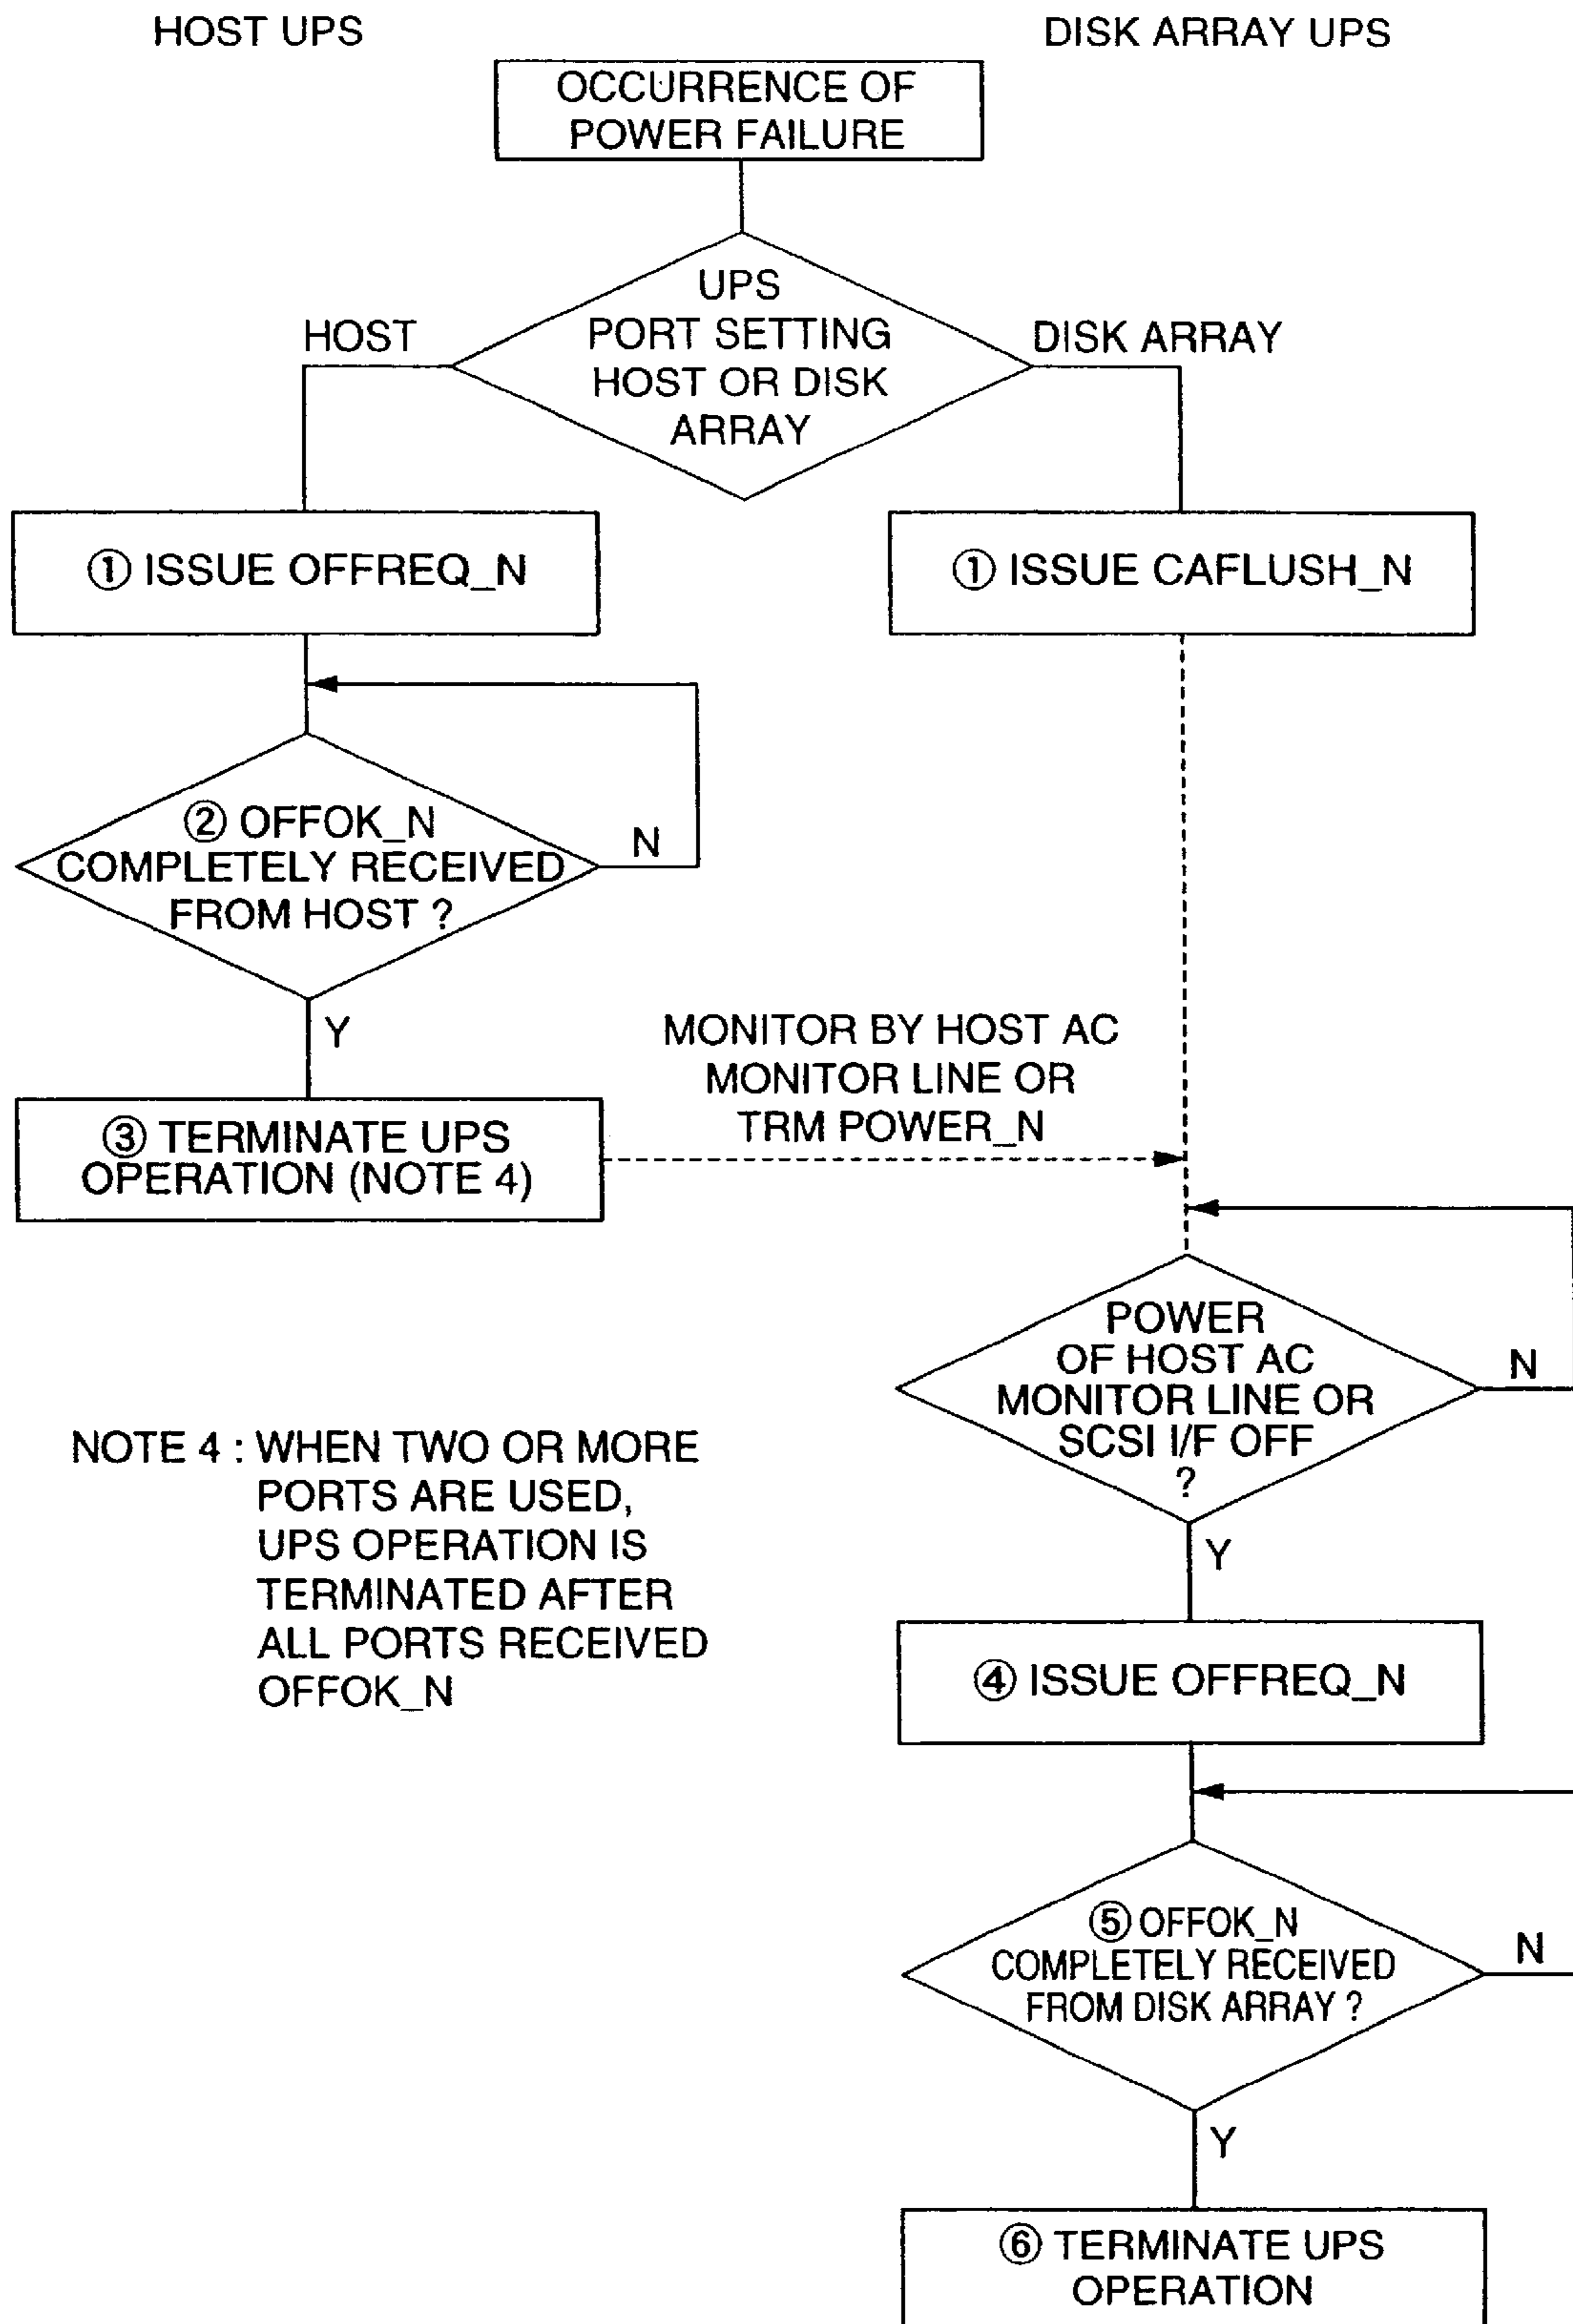 HOST UPS
DISK ARRAY UPS
OCCURRENCE OF
POWER FAILURE
UPS
PORT SETTING
HOST OR DISK
ARRAY
HOST
DISK ARRAY
① ISSUE OFFREQ_N
① ISSUE CAFLUSH_N
② OFFOK_N
COMPLETELY RECEIVED
FROM HOST ?
N
Y
③ TERMINATE UPS
OPERATION (NOTE 4)
MONITOR BY HOST AC
MONITOR LINE OR
TRM POWER_N
POWER
OF HOST AC
MONITOR LINE OR
SCSI I/F OFF
?
N
Y
NOTE 4 : WHEN TWO OR MORE
PORTS ARE USED,
UPS OPERATION IS
TERMINATED AFTER
ALL PORTS RECEIVED
OFFOK_N
④ ISSUE OFFREQ_N
⑤ OFFOK_N
COMPLETELY RECEIVED
FROM DISK ARRAY ?
N
Y
⑥ TERMINATE UPS
OPERATION